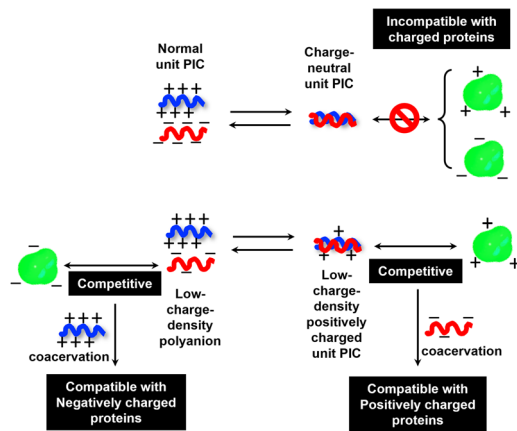 Incompatible with
charged proteins
Normal
unit PIC
Charge-
neutral
unit PIC
+++
+++
– – – –
+
+ +
–
– –
+++
+++
– –
–
+
+ +
–
– –
+
+ +
Competitive
Low-
charge-
density
polyanion
Low-
charge-
density
positively
charged
unit PIC
Competitive
+++
+++
coacervation
– –
–
coacervation
Compatible with
Negatively charged
proteins
Compatible with
Positively charged
proteins